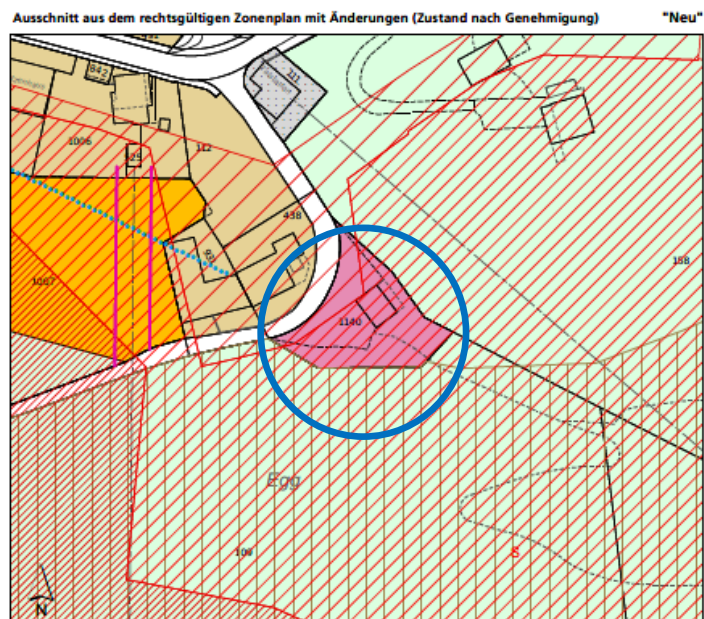 Ausschnitt aus dem rechtsgültigen Zonenplan mit Änderungen (Zustand nach Genehmigung) "Neu"
842
1006
112
438
158
1140
1087
Egg
109
S
N